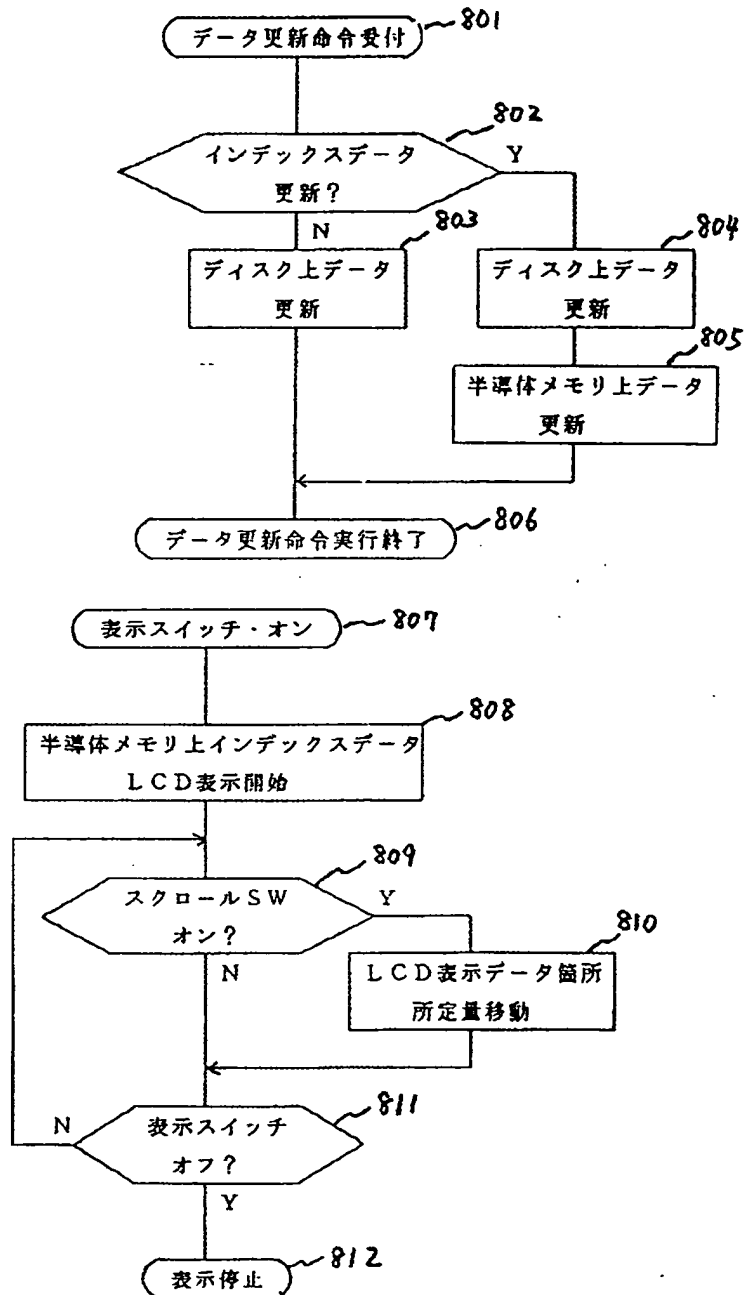 データ更新命令受付
801
802
インデックスデータ
更新？
Y
N
803
804
ディスク上データ
更新
ディスク上データ
更新
805
半導体メモリ上データ
更新
データ更新命令実行終了
806
表示スイッチ・オン
807
808
半導体メモリ上インデックスデータ
LCD表示開始
809
スクロールSW
オン？
Y
N
810
LCD表示データ箇所
所定量移動
811
表示スイッチ
オフ？
N
Y
812
表示停止